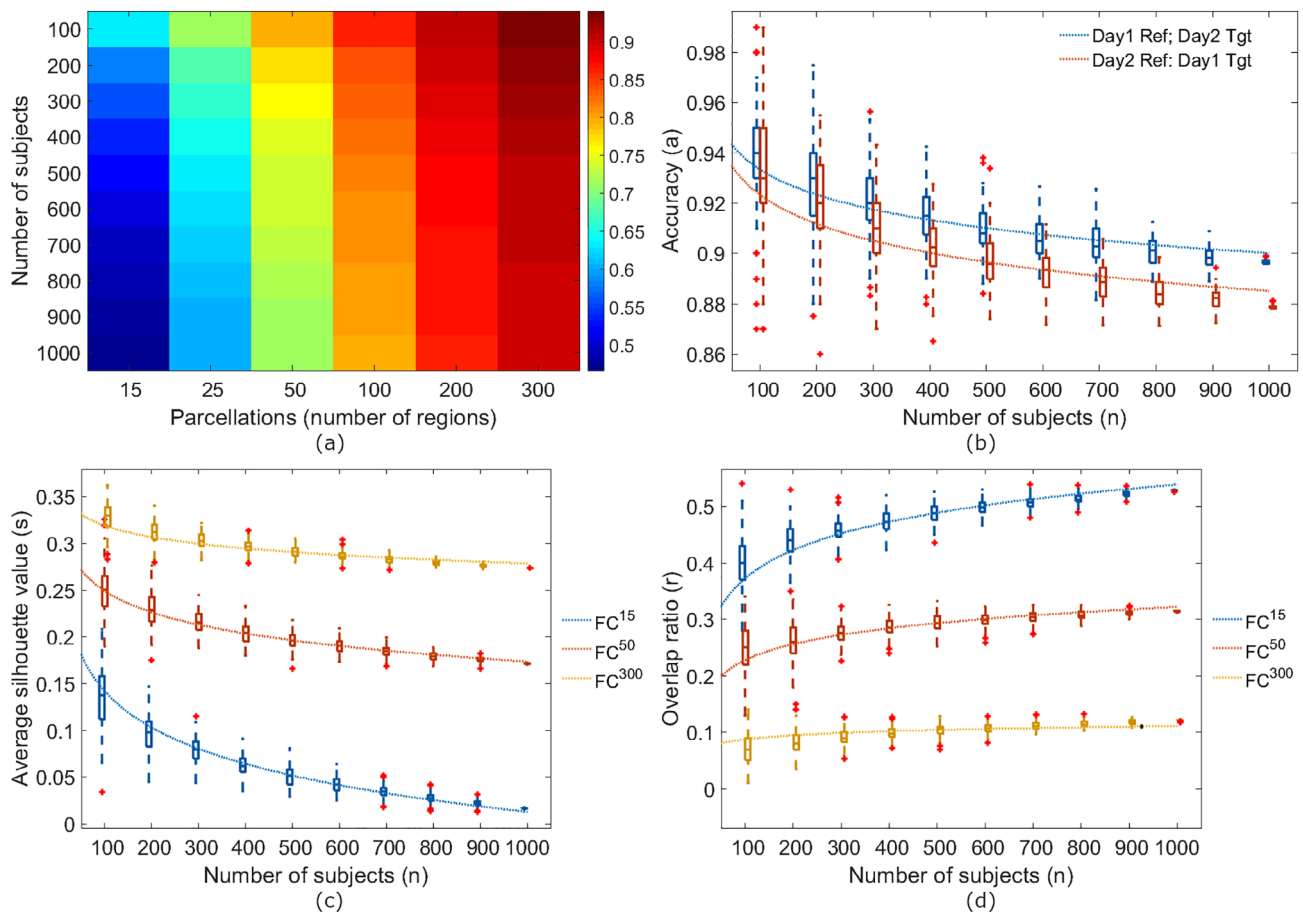 100
200
300
400
500
600
700
800
900
1000
Number of subjects
15 25 50 100 200 300
Parcellations (number of regions)
(a)
0.9
0.85
0.8
0.75
0.7
0.65
0.6
0.55
0.5
Day1 Ref; Day2 Tgt
Day2 Ref: Day1 Tgt
0.98
0.96
0.94
0.92
0.9
0.88
0.86
Accuracy (a)
100 200 300 400 500 600 700 800 900 1000
Number of subjects (n)
(b)
0.35
0.3
0.25
0.2
0.15
0.1
0.05
0
Average silhouette value (s)
100 200 300 400 500 600 700 800 900 1000
Number of subjects (n)
(c)
FC¹⁵
FC⁵⁰
FC³⁰⁰
0.5
0.4
0.3
0.2
0.1
0
Overlap ratio (r)
100 200 300 400 500 600 700 800 900 1000
Number of subjects (n)
(d)
FC¹⁵
FC⁵⁰
FC³⁰⁰